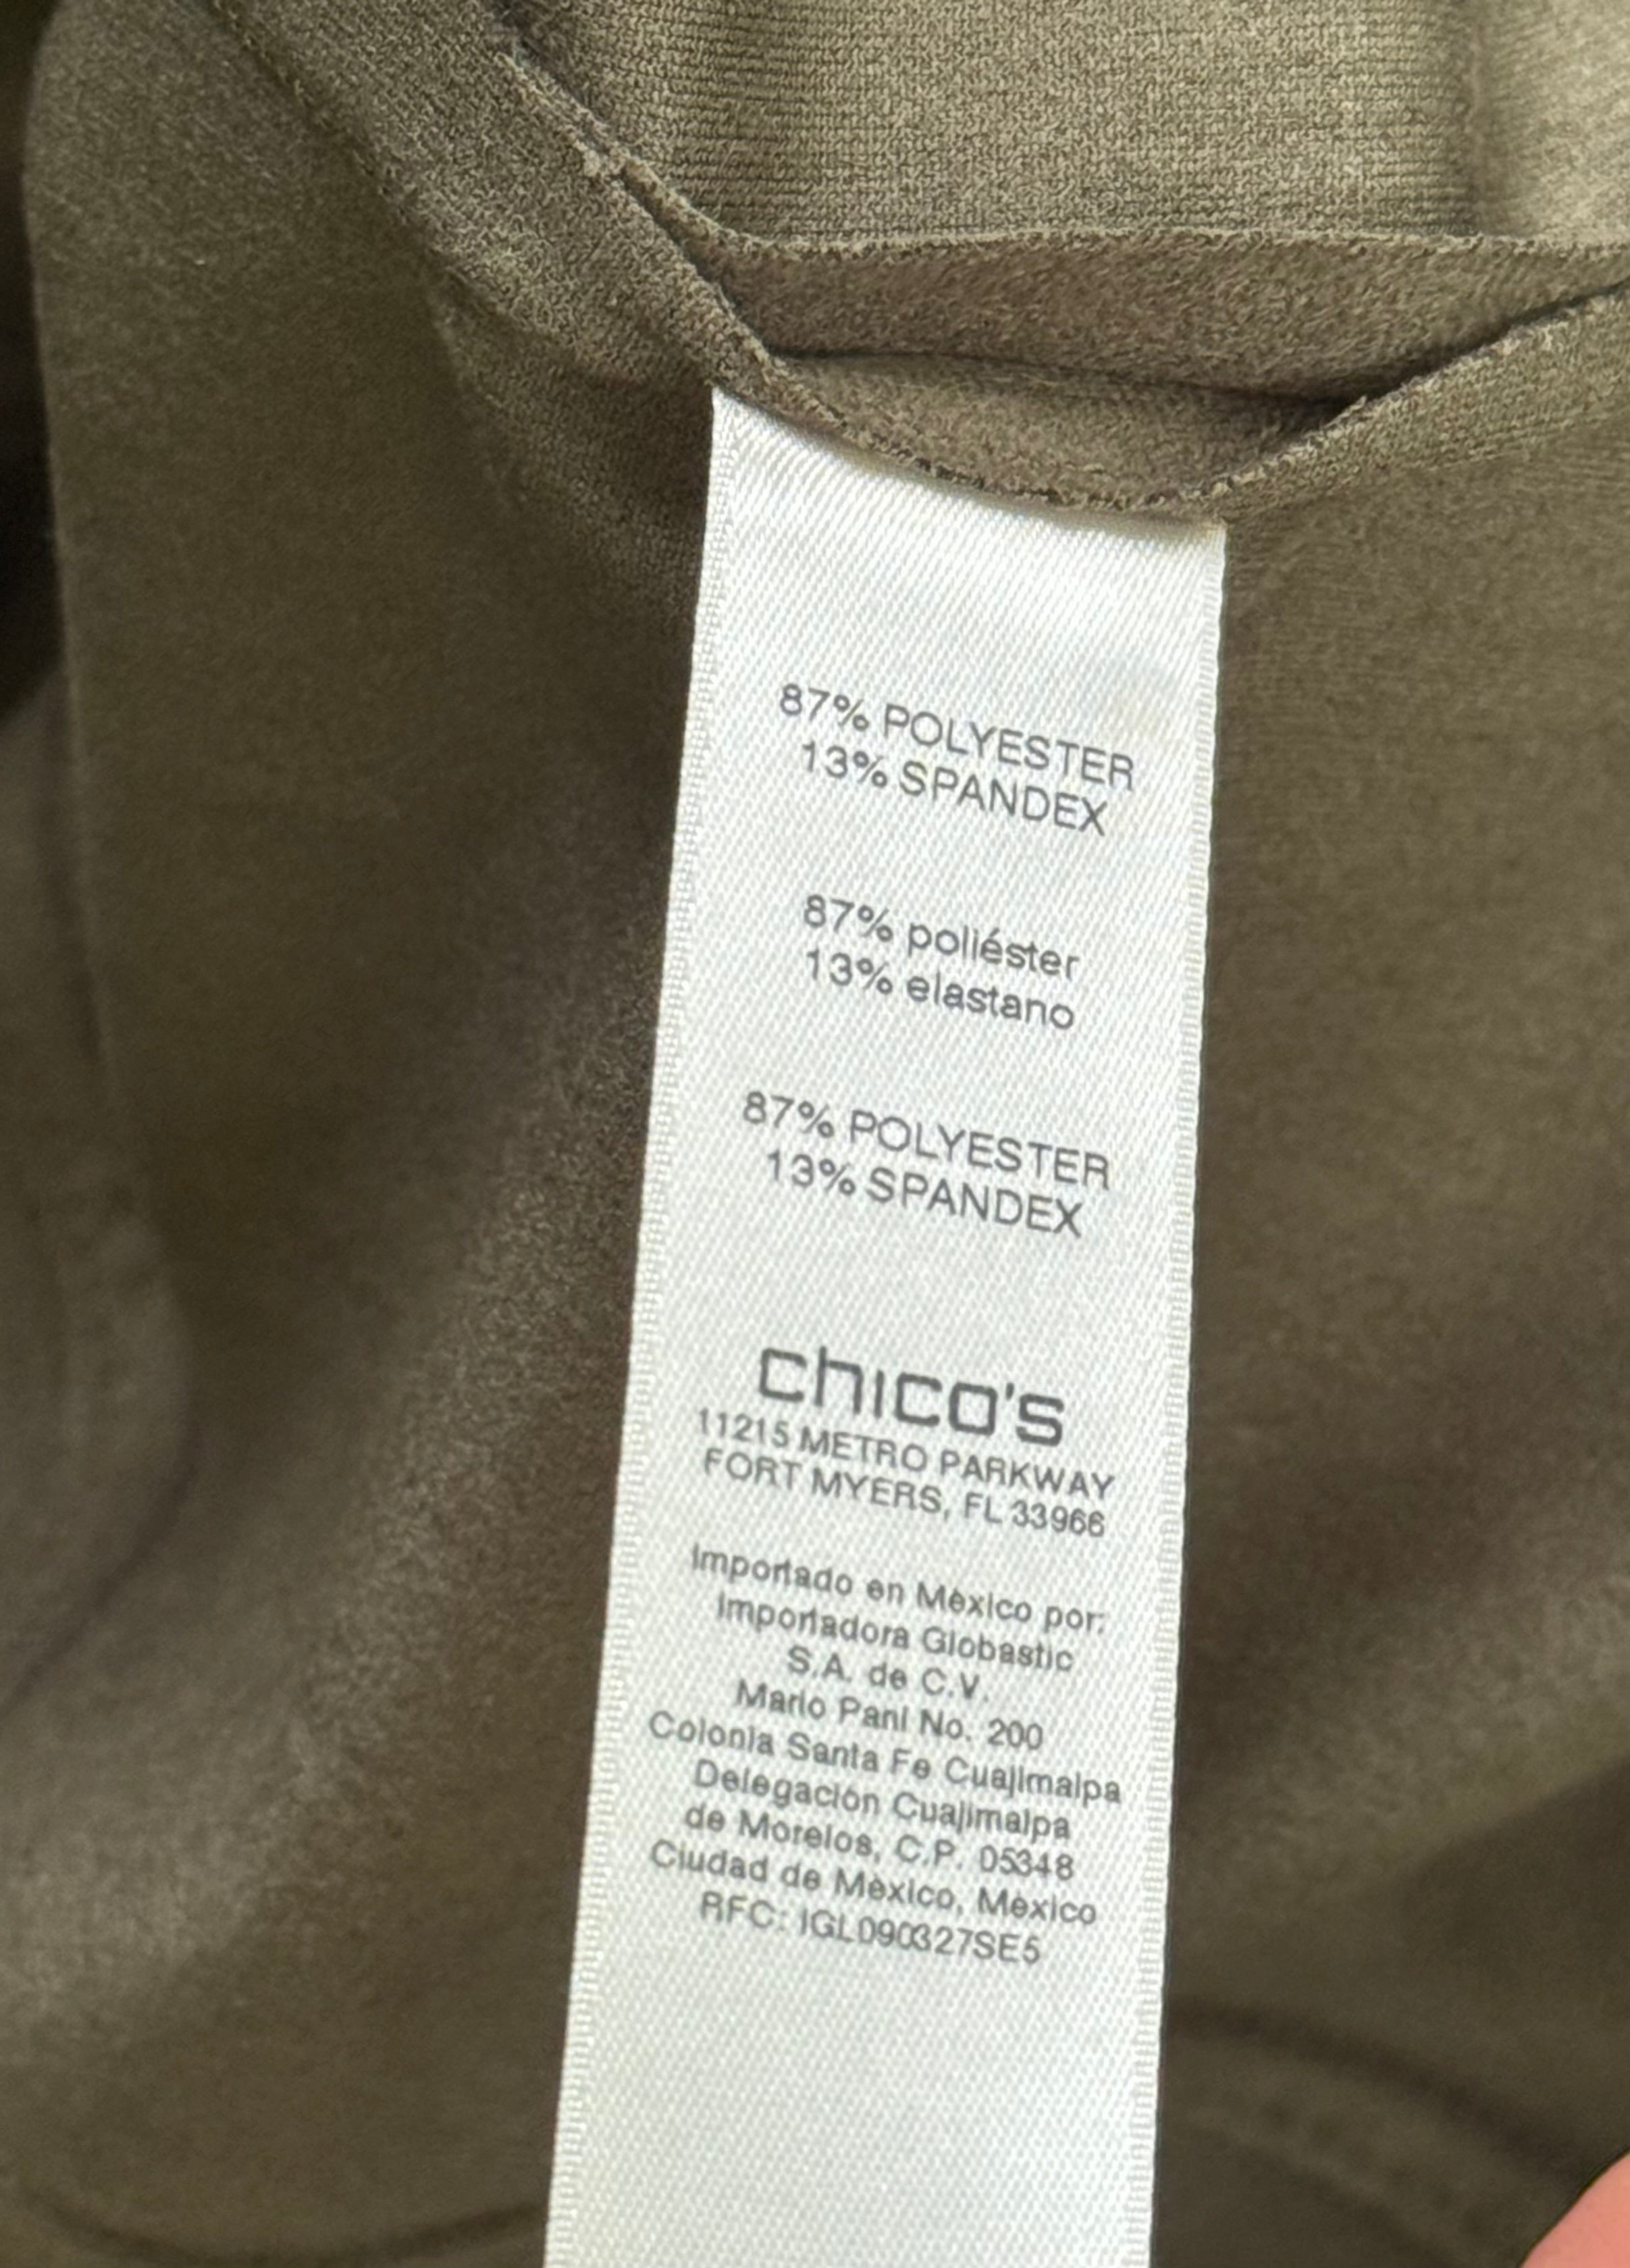 87% POLYESTER
13% SPANDEX
87% poliéster
13% elastano
87% POLYESTER
13% SPANDEX
chico's
11215 METRO PARKWAY
FORT MYERS, FL 33966
Importado en México por:
Importadora Globastic
S.A. de C.V.
Mario Pani No. 200
Colonia Santa Fe Cuajimalpa
Delegación Cuajimalpa
de Morelos, C.P. 05348
Ciudad de México, México
RFC: IGL090327SE5